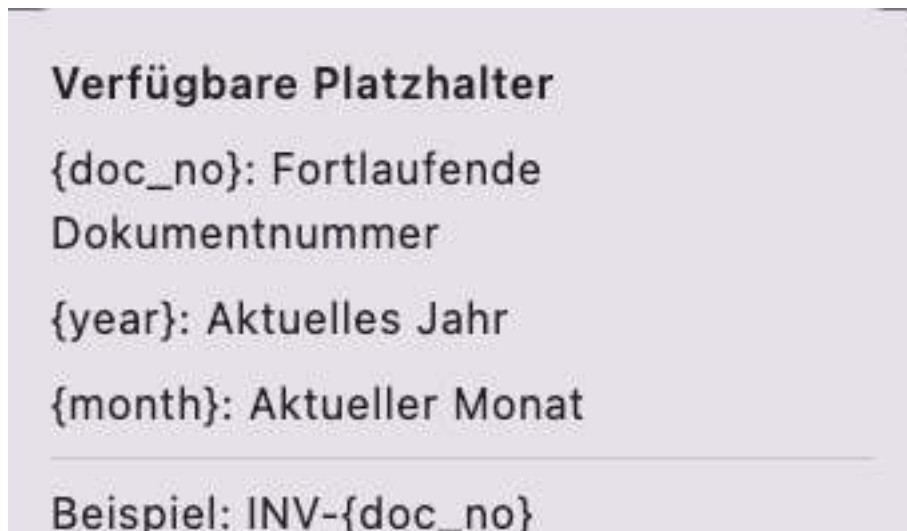 Verfügbare Platzhalter
{doc_no}: Fortlaufende
Dokumentnummer
{year}: Aktuelles Jahr
{month}: Aktueller Monat
Beispiel: INV-{doc_no}